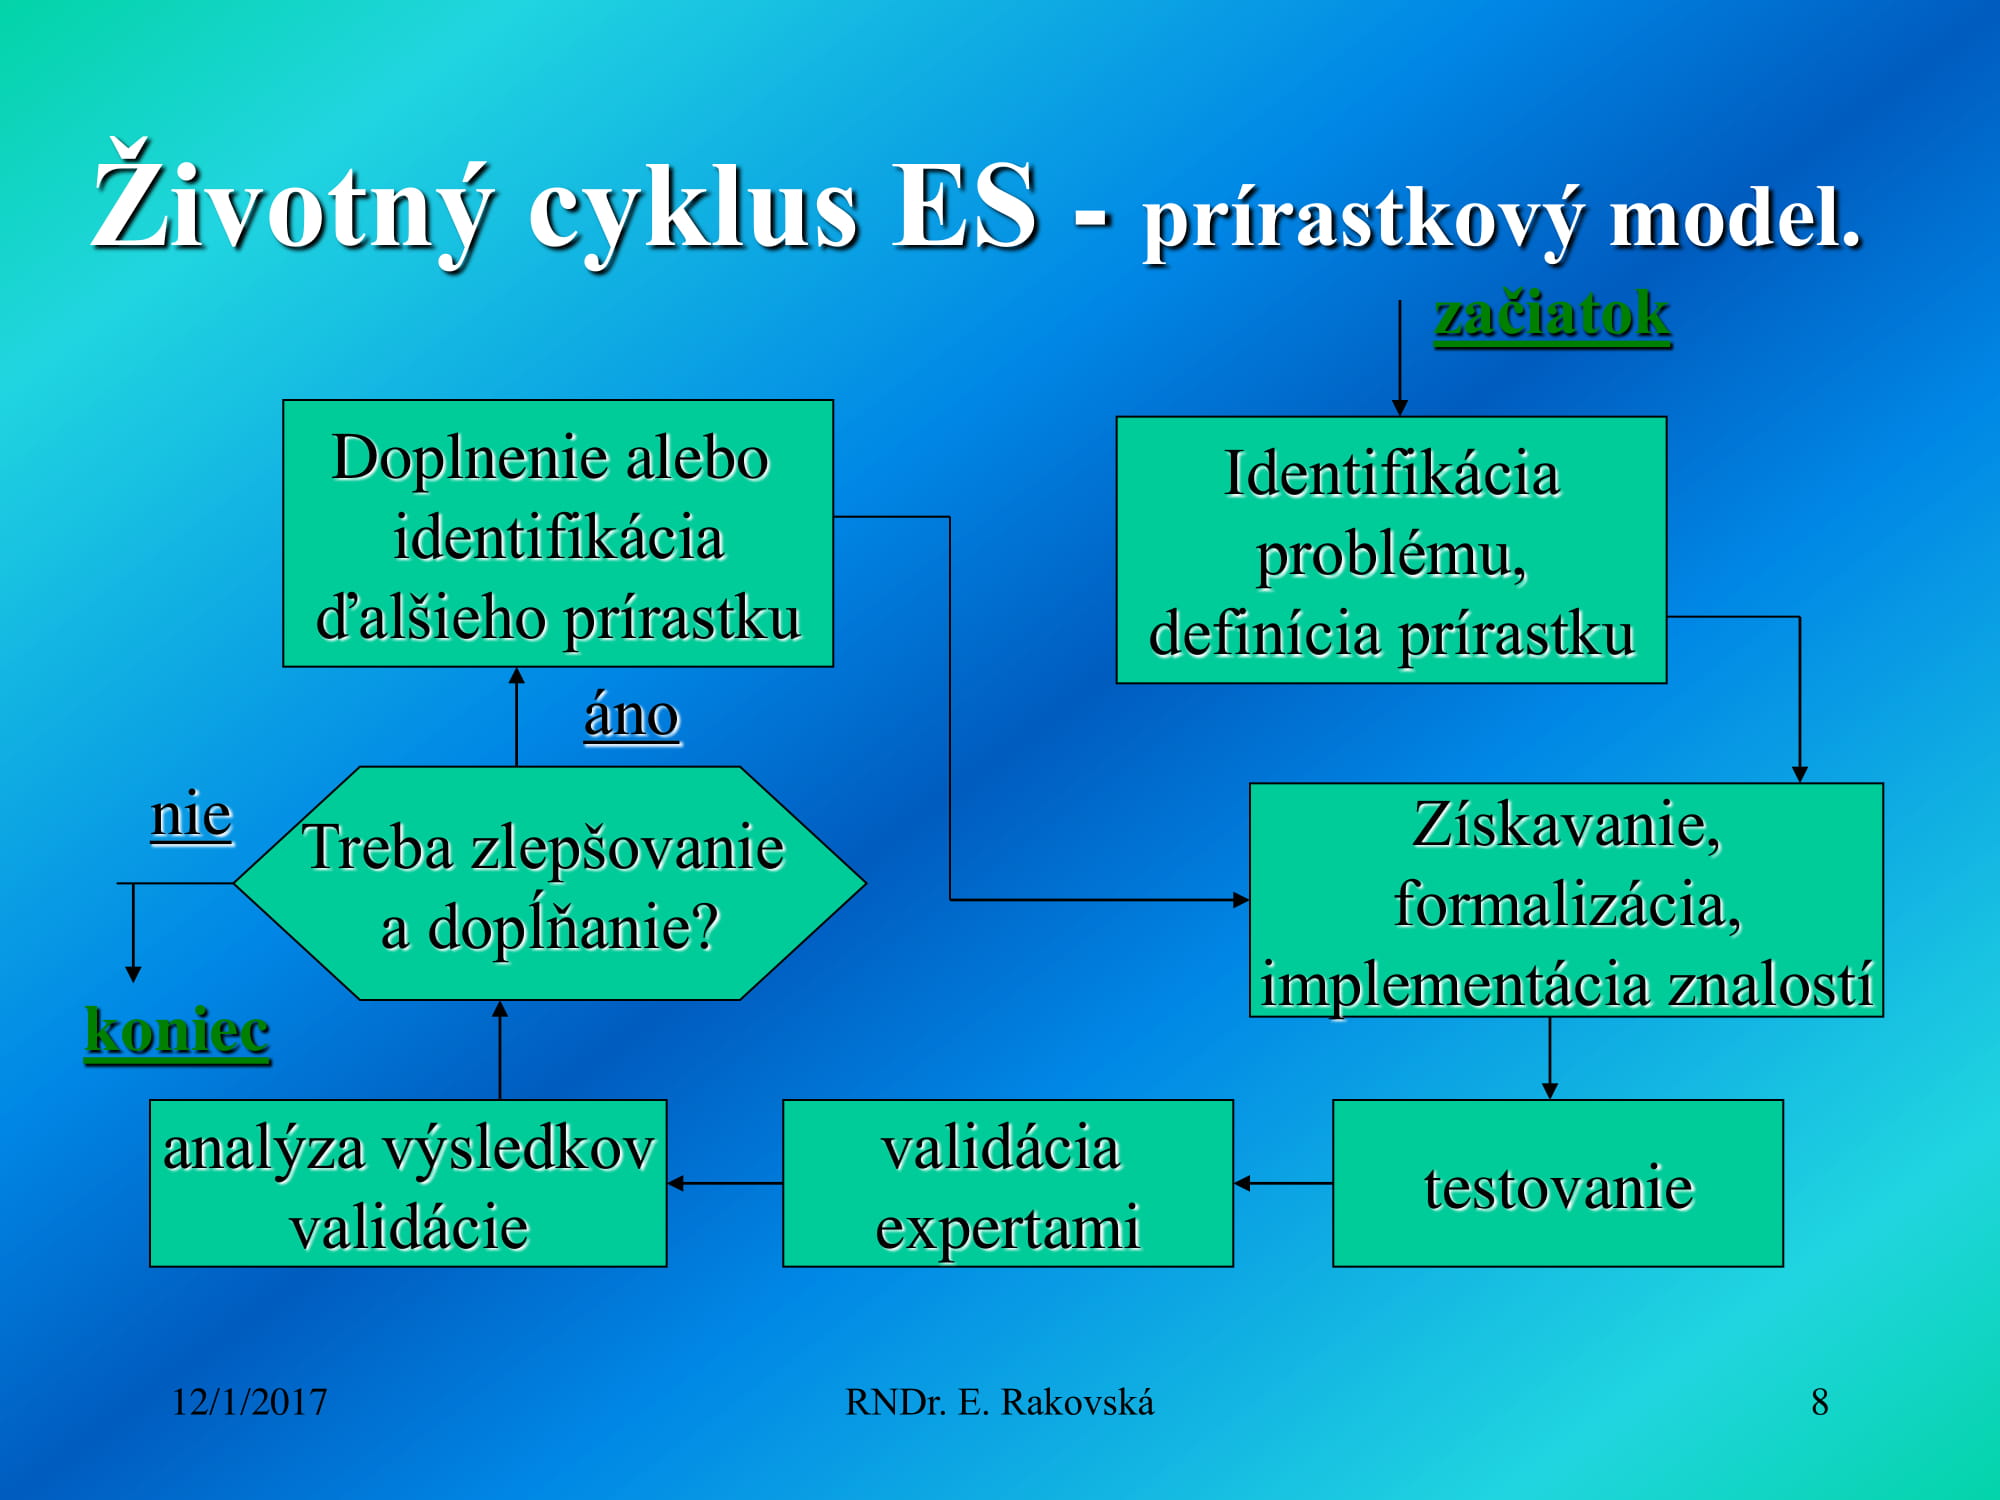 Životný cyklus ES - prírastkový model.
začiatok
Doplnenie alebo
identifikácia
ďalšieho prírastku
Identifikácia
problému,
definícia prírastku
áno
nie
Treba zlepšovanie
a dopĺňanie?
Získavanie,
formalizácia,
implementácia znalostí
koniec
analýza výsledkov
validácie
validácia
expertami
testovanie
12/1/2017
RNDr. E. Rakovská
8